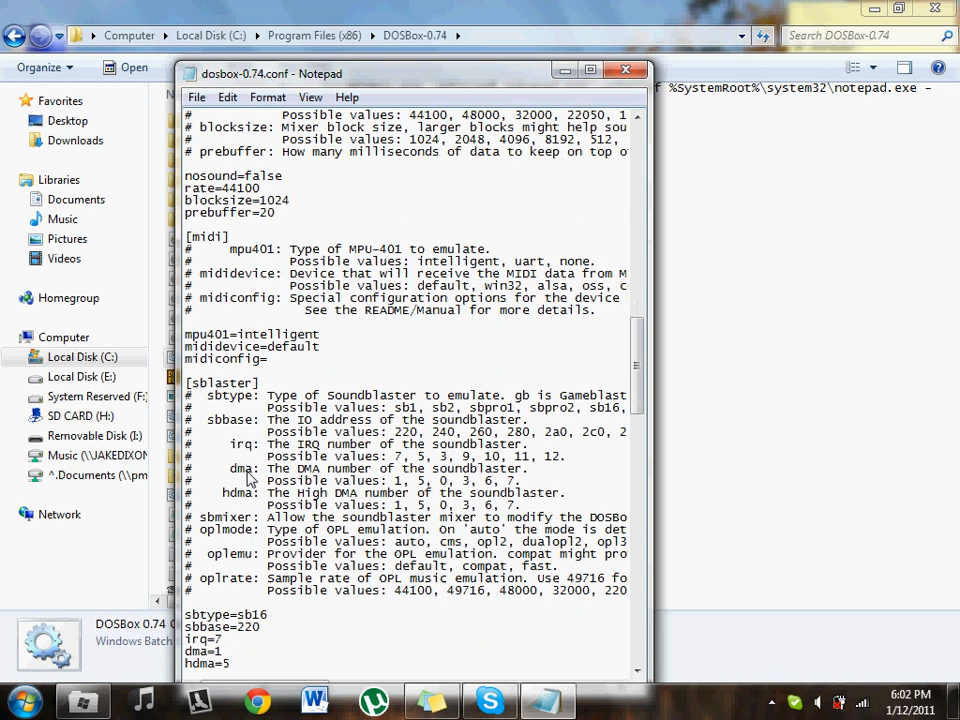 Computer ▸ Local Disk (C:) ▸ Program Files (x86) ▸ DOSBox-0.74 ▸
Search DOSBox-0.74
Organize
Open
f %SystemRoot%\system32\notepad.exe -
Favorites
Desktop
Downloads
Libraries
Documents
Music
Pictures
Videos
Homegroup
Computer
Local Disk (C:)
Local Disk (E:)
System Reserved (F:
SD CARD (H:)
Removable Disk (I:)
Music (\\JAKEDIXON
^.Documents (\\pm
Network
DOSBox 0.74
Windows Batch
dosbox-0.74.conf - Notepad
File Edit Format View Help
# Possible values: 44100, 48000, 32000, 22050, 1
# blocksize: Mixer block size, larger blocks might help sou
# Possible values: 1024, 2048, 4096, 8192, 512,
# prebuffer: How many milliseconds of data to keep on top o
nosound=false
rate=44100
blocksize=1024
prebuffer=20
[midi]
# mpu401: Type of MPU-401 to emulate.
# Possible values: intelligent, uart, none.
# mididevice: Device that will receive the MIDI data from M
# Possible values: default, win32, alsa, oss, c
# midiconfig: Special configuration options for the device
# See the README/Manual for more details.
mpu401=intelligent
mididevice=default
midiconfig=
[sblaster]
# sbtype: Type of Soundblaster to emulate. gb is Gameblast
# Possible values: sb1, sb2, sbpro1, sbpro2, sb16,
# sbbase: The IO address of the soundblaster.
# Possible values: 220, 240, 260, 280, 2a0, 2c0, 2
# irq: The IRQ number of the soundblaster.
# Possible values: 7, 5, 3, 9, 10, 11, 12.
# dma: The DMA number of the soundblaster.
# Possible values: 1, 5, 0, 3, 6, 7.
# hdma: The High DMA number of the soundblaster.
# Possible values: 1, 5, 0, 3, 6, 7.
# sbmixer: Allow the soundblaster mixer to modify the DOSBo
# oplmode: Type of OPL emulation. On 'auto' the mode is det
# Possible values: auto, cms, opl2, dualopl2, opl3
# oplemu: Provider for the OPL emulation. compat might pro
# Possible values: default, compat, fast.
# oplrate: Sample rate of OPL music emulation. Use 49716 fo
# Possible values: 44100, 49716, 48000, 32000, 220
sbtype=sb16
sbbase=220
irq=7
dma=1
hdma=5
6:02 PM
1/12/2011